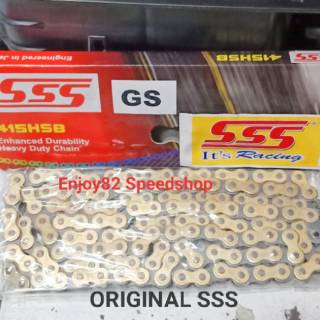 Engineered in Ja
415HSB
SSS
GS
415HSB
Enhanced Durability
Heavy Duty Chain
SSS
It's Racing
Enjoy82 Speedshop
ORIGINAL SSS